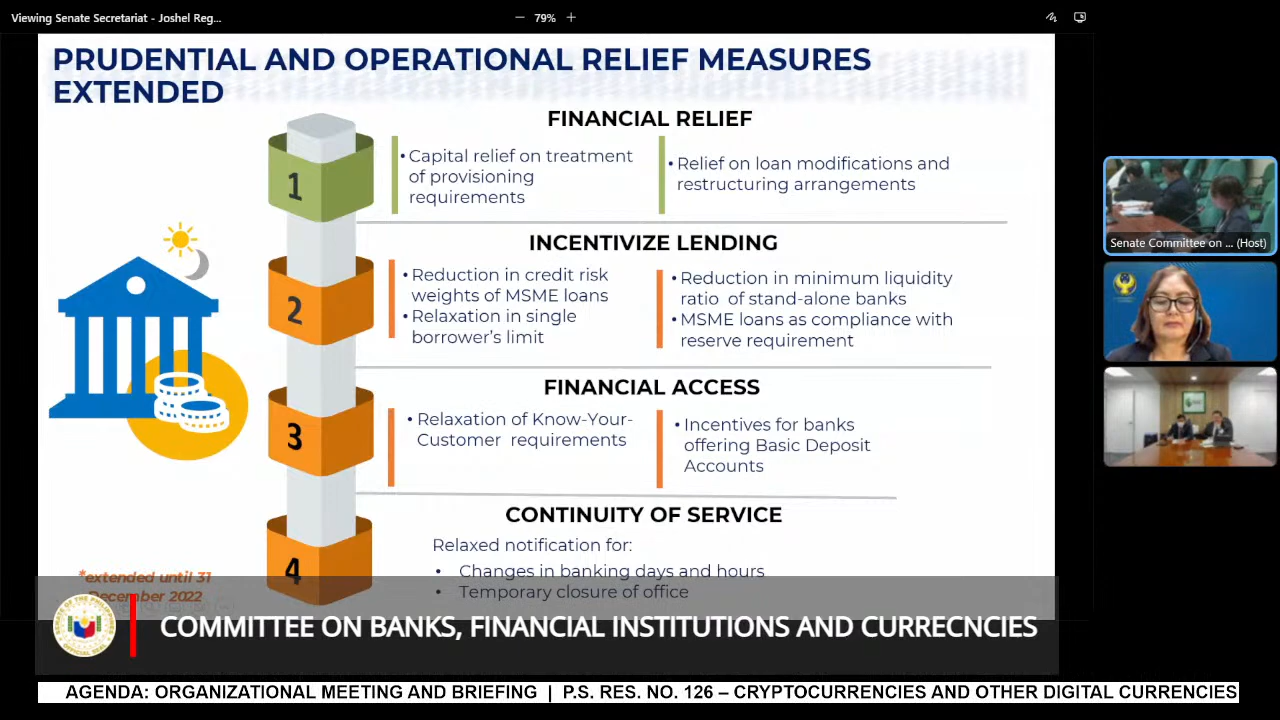 Viewing Senate Secretariat - Joshel Reg...
79%
PRUDENTIAL AND OPERATIONAL RELIEF MEASURES
EXTENDED
FINANCIAL RELIEF
1
• Capital relief on treatment
of provisioning
requirements
• Relief on loan modifications and
restructuring arrangements
INCENTIVIZE LENDING
2
• Reduction in credit risk
weights of MSME loans
• Relaxation in single
borrower's limit
• Reduction in minimum liquidity
ratio of stand-alone banks
• MSME loans as compliance with
reserve requirement
FINANCIAL ACCESS
3
• Relaxation of Know-Your-
Customer requirements
• Incentives for banks
offering Basic Deposit
Accounts
CONTINUITY OF SERVICE
4
Relaxed notification for:
• Changes in banking days and hours
• Temporary closure of office
*extended until 31
December 2022
Senate Committee on ... (Host)
COMMITTEE ON BANKS, FINANCIAL INSTITUTIONS AND CURRECNCIES
AGENDA: ORGANIZATIONAL MEETING AND BRIEFING | P.S. RES. NO. 126 – CRYPTOCURRENCIES AND OTHER DIGITAL CURRENCIES